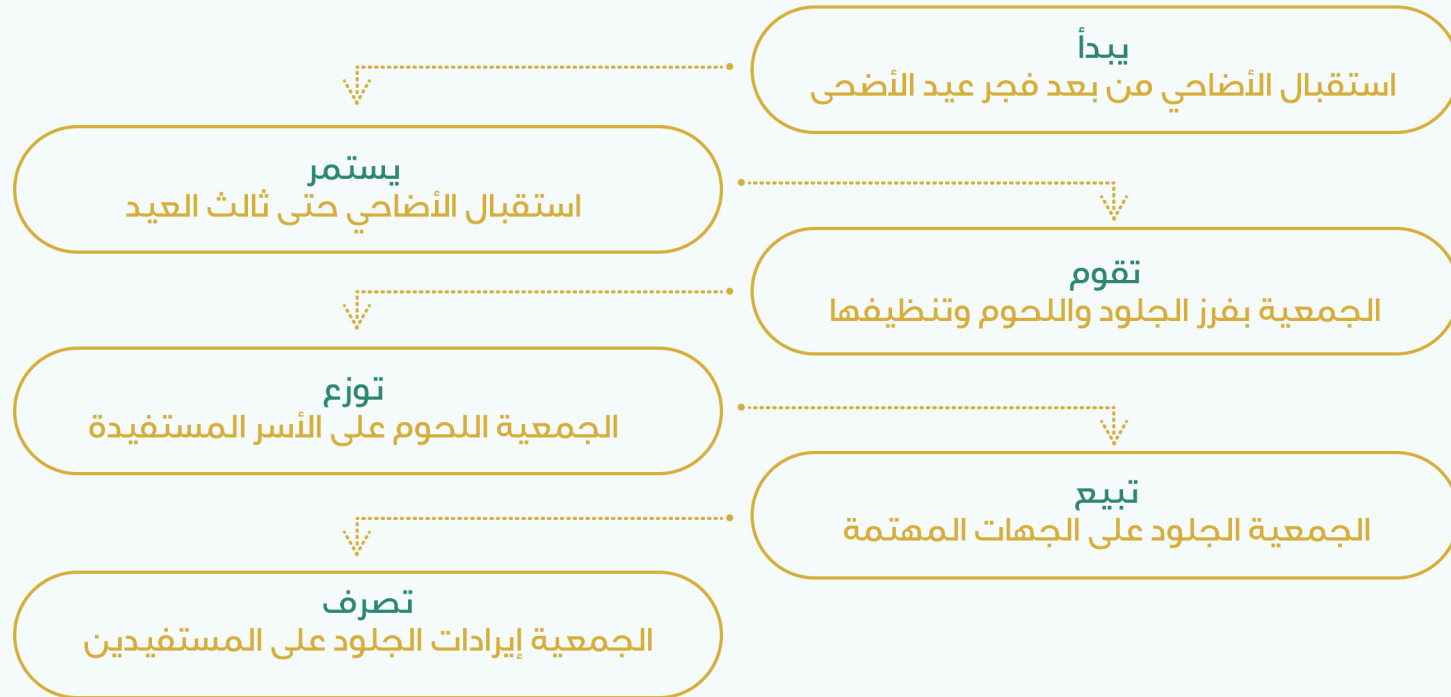 يبدأ
استقبال الأضاحي من بعد فجر عيد الأضحى
يستمر
استقبال الأضاحي حتى ثالث العيد
تقوم
الجمعية بفرز الجلود واللحوم وتنظيفها
توزع
الجمعية اللحوم على الأسر المستفيدة
تبيع
الجمعية الجلود على الجهات المهتمة
تصرف
الجمعية إيرادات الجلود على المستفيدين